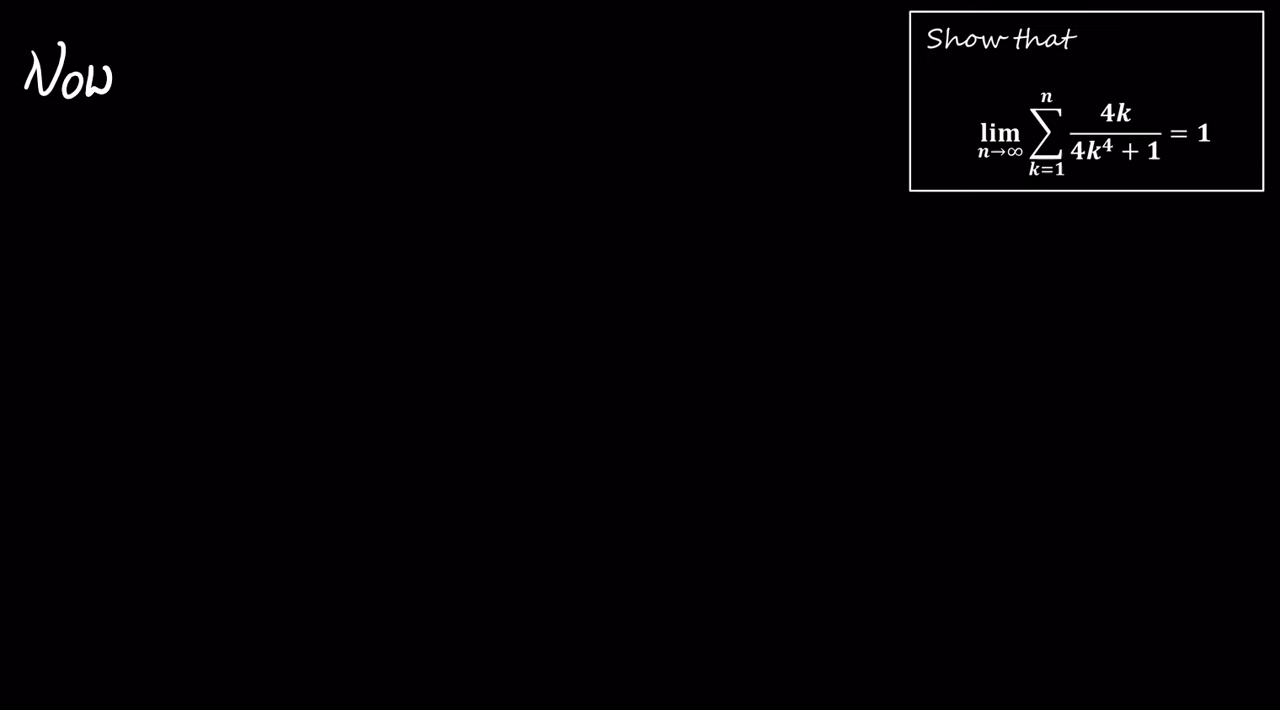 Now
Show that
lim_{n→∞} ∑_{k=1}^{n} 4k/(4k⁴ + 1) = 1